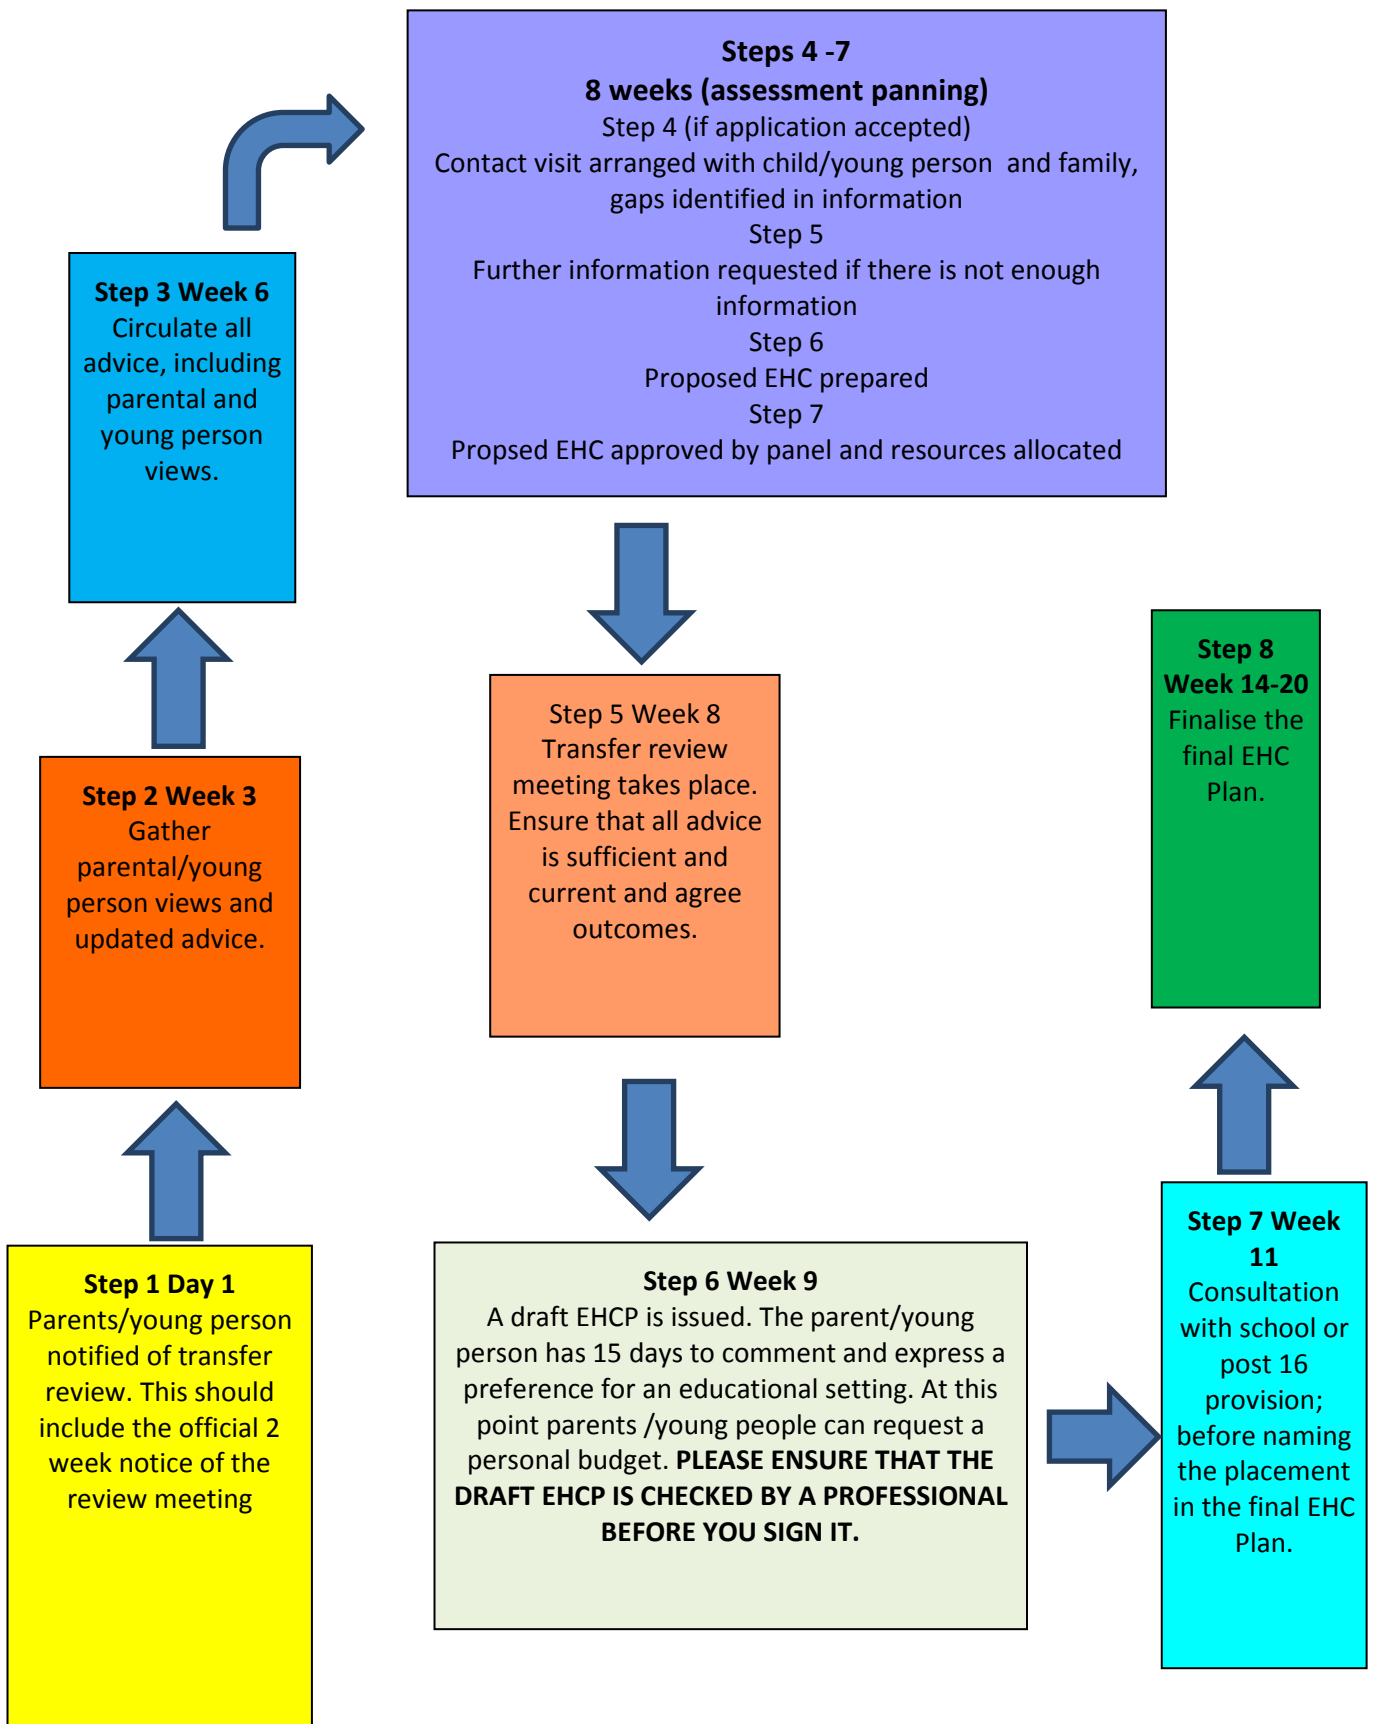 Step 1 Day 1
Parents/young person
notified of transfer
review. This should
include the official 2
week notice of the
review meeting
Step 2 Week 3
Gather
parental/young
person views and
updated advice.
Step 3 Week 6
Circulate all
advice, including
parental and
young person
views.
Steps 4 -7
8 weeks (assessment panning)
Step 4 (if application accepted)
Contact visit arranged with child/young person  and family,
gaps identified in information
Step 5
Further information requested if there is not enough
information
Step 6
Proposed EHC prepared
Step 7
Propsed EHC approved by panel and resources allocated
Step 5 Week 8
Transfer review
meeting takes place.
Ensure that all advice
is sufficient and
current and agree
outcomes.
Step 6 Week 9
A draft EHCP is issued. The parent/young
person has 15 days to comment and express a
preference for an educational setting. At this
point parents /young people can request a
personal budget. PLEASE ENSURE THAT THE
DRAFT EHCP IS CHECKED BY A PROFESSIONAL
BEFORE YOU SIGN IT.
Step 7 Week
11
Consultation
with school or
post 16
provision;
before naming
the placement
in the final EHC
Plan.
Step 8
Week 14-20
Finalise the
final EHC
Plan.